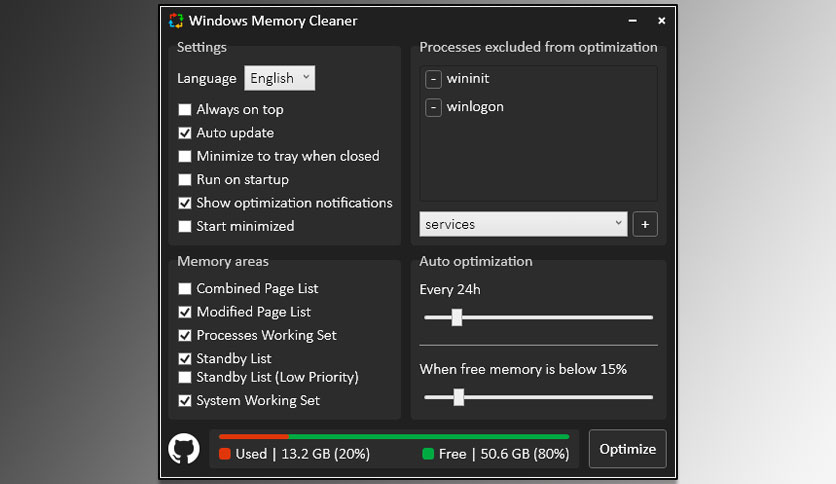 Windows Memory Cleaner
Settings
Language English
Always on top
Auto update
Minimize to tray when closed
Run on startup
Show optimization notifications
Start minimized
Processes excluded from optimization
- wininit
- winlogon
services +
Memory areas
Combined Page List
Modified Page List
Processes Working Set
Standby List
Standby List (Low Priority)
System Working Set
Auto optimization
Every 24h
When free memory is below 15%
Used | 13.2 GB (20%) Free | 50.6 GB (80%)
Optimize